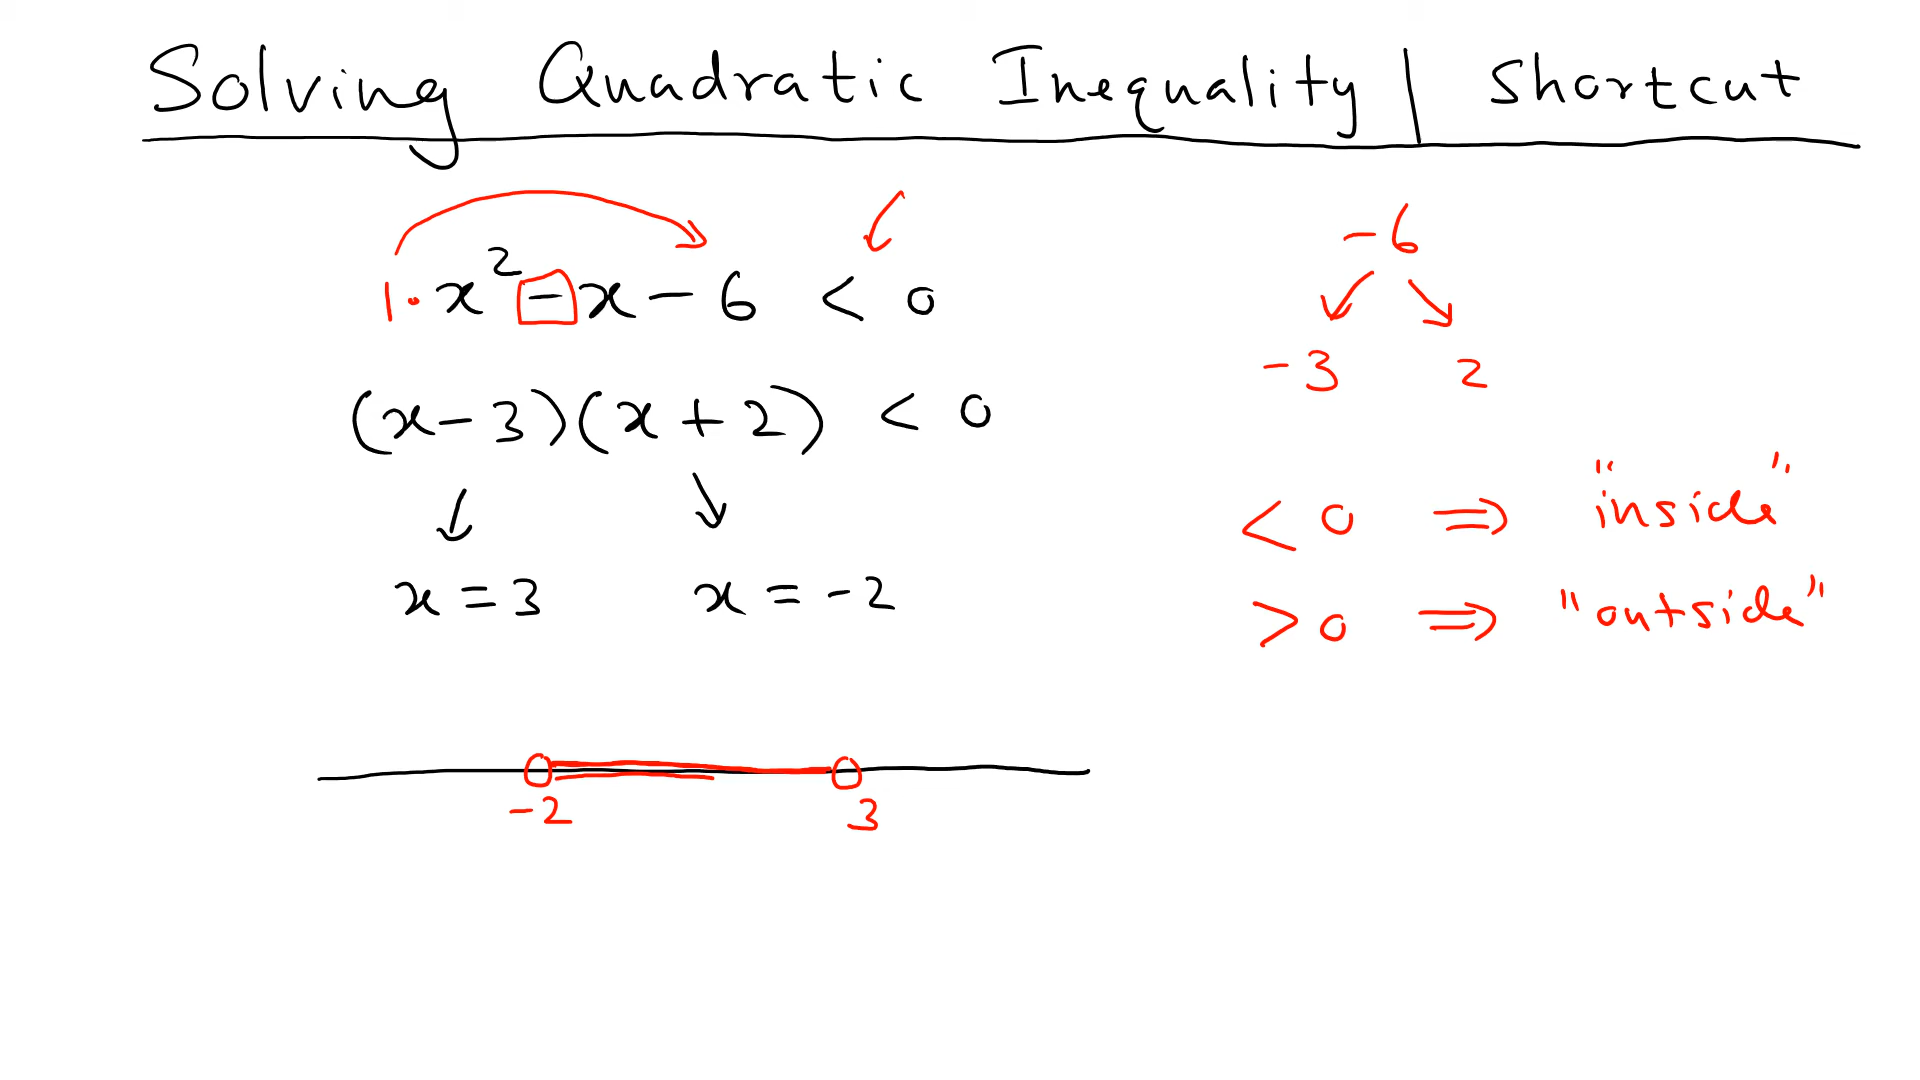 Solving Quadratic Inequality | Shortcut
1·x² - x - 6 < 0
(x-3)(x+2) < 0
x = 3 x = -2
-2 3
-6
-3 2
< 0 ⇒ "inside"
> 0 ⇒ "outside"